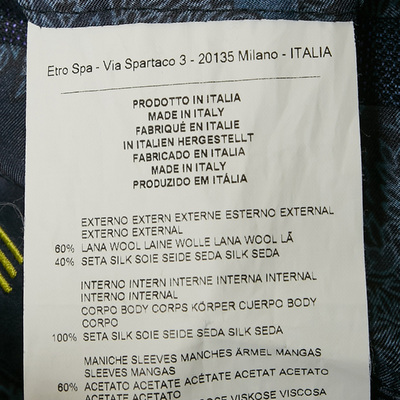 Etro Spa - Via Spartaco 3 - 20135 Milano - ITALIA
PRODOTTO IN ITALIA
MADE IN ITALY
FABRIQUÉ EN ITALIE
IN ITALIEN HERGESTELLT
FABRICADO EN ITALIA
MADE IN ITALY
PRODUZIDO EM ITÁLIA
EXTERNO EXTERN EXTERNE ESTERNO EXTERNAL
EXTERNO EXTERNAL
60% LANA WOOL LAINE WOLLE LANA WOOL LÃ
40% SETA SILK SOIE SEIDE SEDA SILK SEDA
INTERNO INTERN INTERNE INTERNA INTERNAL
INTERNO INTERNAL
CORPO BODY CORPS KÖRPER CUERPO BODY
CORPO
100% SETA SILK SOIE SEIDE SEDA SILK SEDA
MANICHE SLEEVES MANCHES ÄRMEL MANGAS
SLEEVES MANGAS
60% ACETATO ACETATE ACÉTATE ACETAT ACETATO
ACETATE ACETATO
VISKOSE VISCOSA